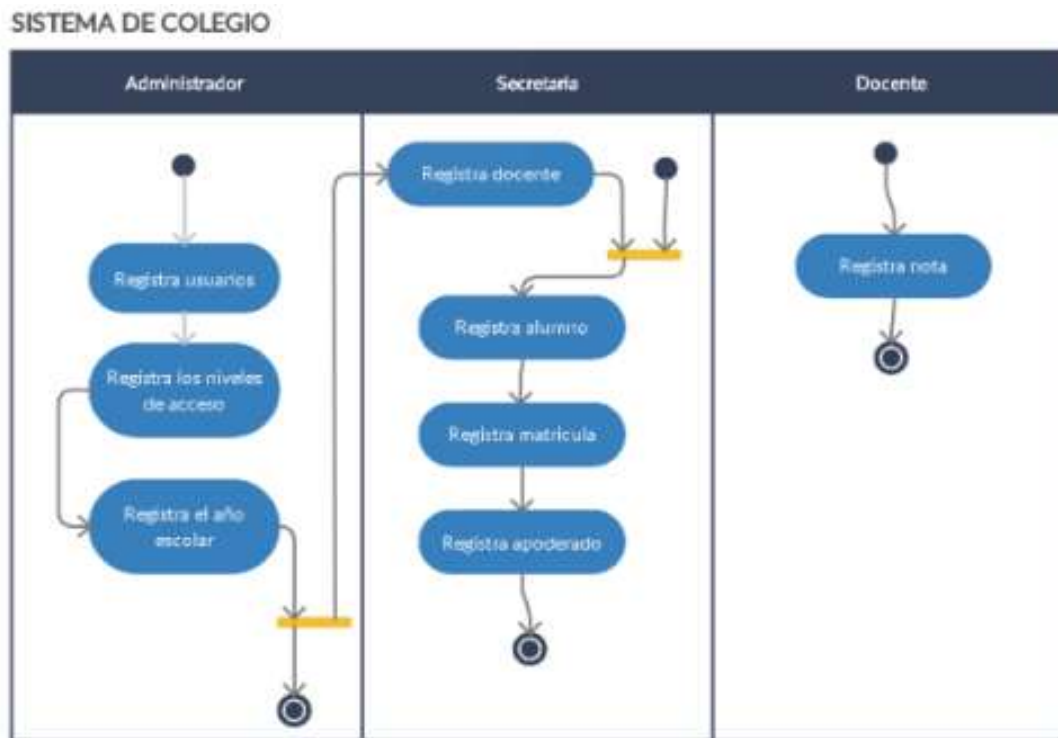 SISTEMA DE COLEGIO
Administrador
Secretaria
Docente
Registra usuarios
Registra los niveles
de acceso
Registra el año
escolar
Registra docente
Registra alumno
Registra matrícula
Registra apoderado
Registra nota